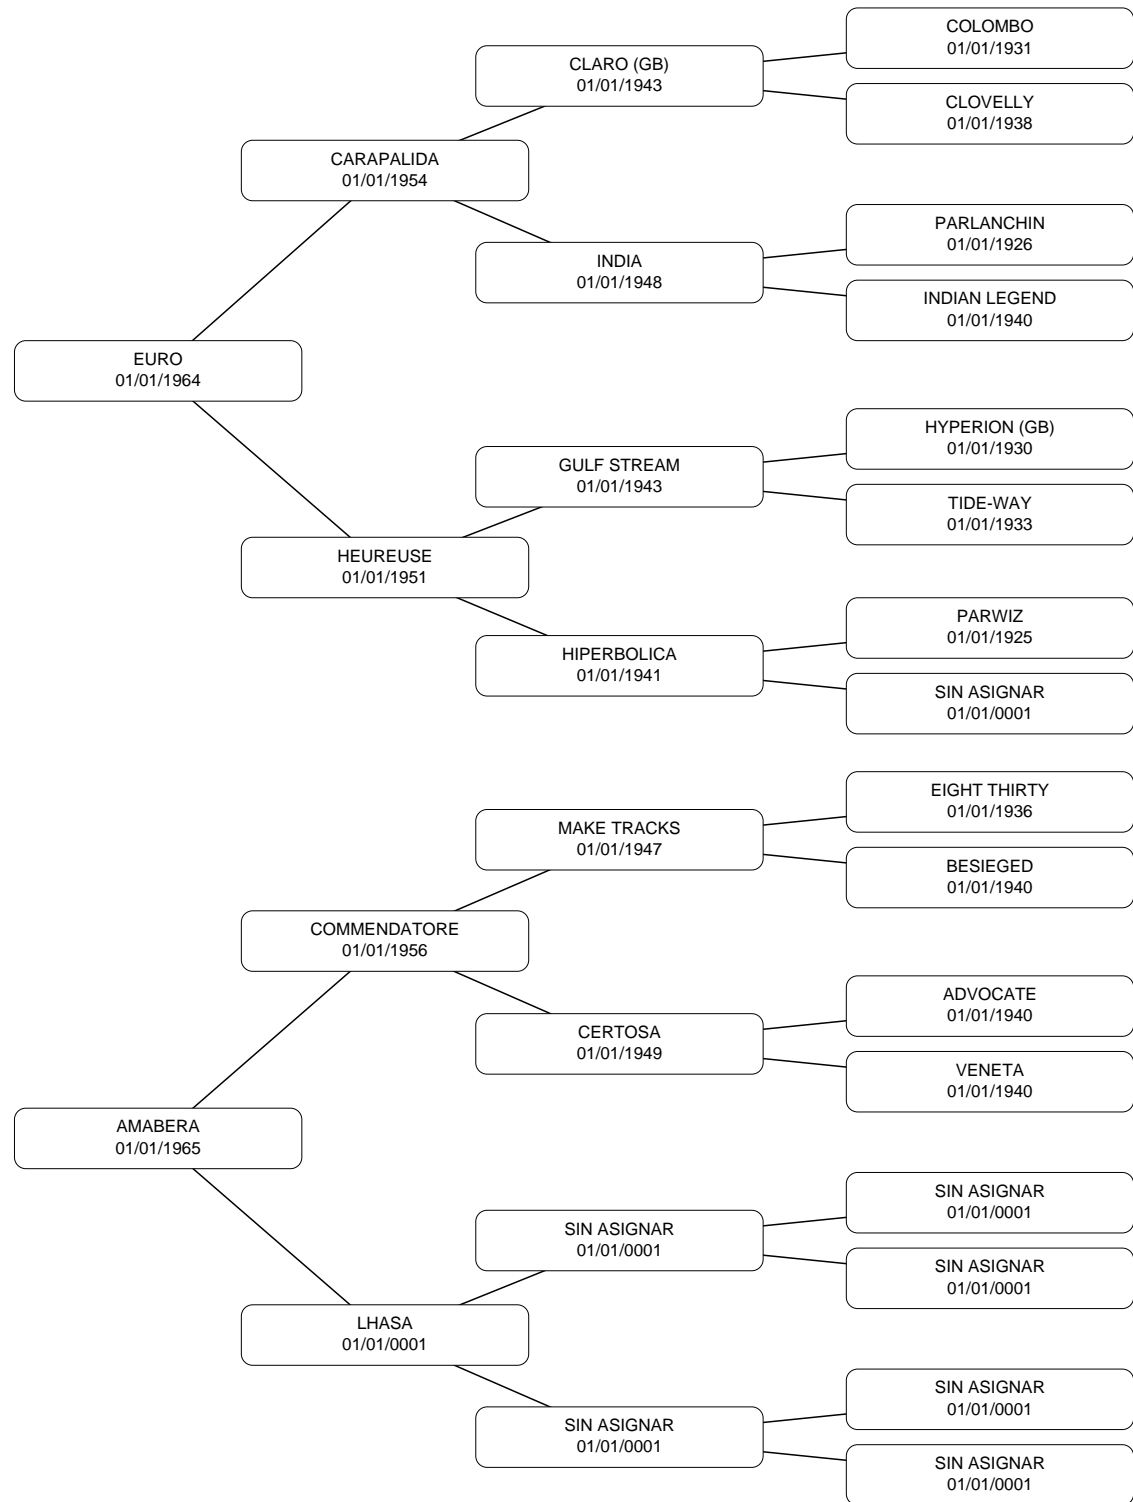 COLOMBO
01/01/1931
CLARO (GB)
01/01/1943
CLOVELLY
01/01/1938
CARAPALIDA
01/01/1954
PARLANCHIN
01/01/1926
INDIA
01/01/1948
INDIAN LEGEND
01/01/1940
EURO
01/01/1964
HYPERION (GB)
01/01/1930
GULF STREAM
01/01/1943
TIDE-WAY
01/01/1933
HEUREUSE
01/01/1951
PARWIZ
01/01/1925
HIPERBOLICA
01/01/1941
SIN ASIGNAR
01/01/0001
EIGHT THIRTY
01/01/1936
MAKE TRACKS
01/01/1947
BESIEGED
01/01/1940
COMMENDATORE
01/01/1956
ADVOCATE
01/01/1940
CERTOSA
01/01/1949
VENETA
01/01/1940
AMABERA
01/01/1965
SIN ASIGNAR
01/01/0001
SIN ASIGNAR
01/01/0001
SIN ASIGNAR
01/01/0001
LHASA
01/01/0001
SIN ASIGNAR
01/01/0001
SIN ASIGNAR
01/01/0001
SIN ASIGNAR
01/01/0001